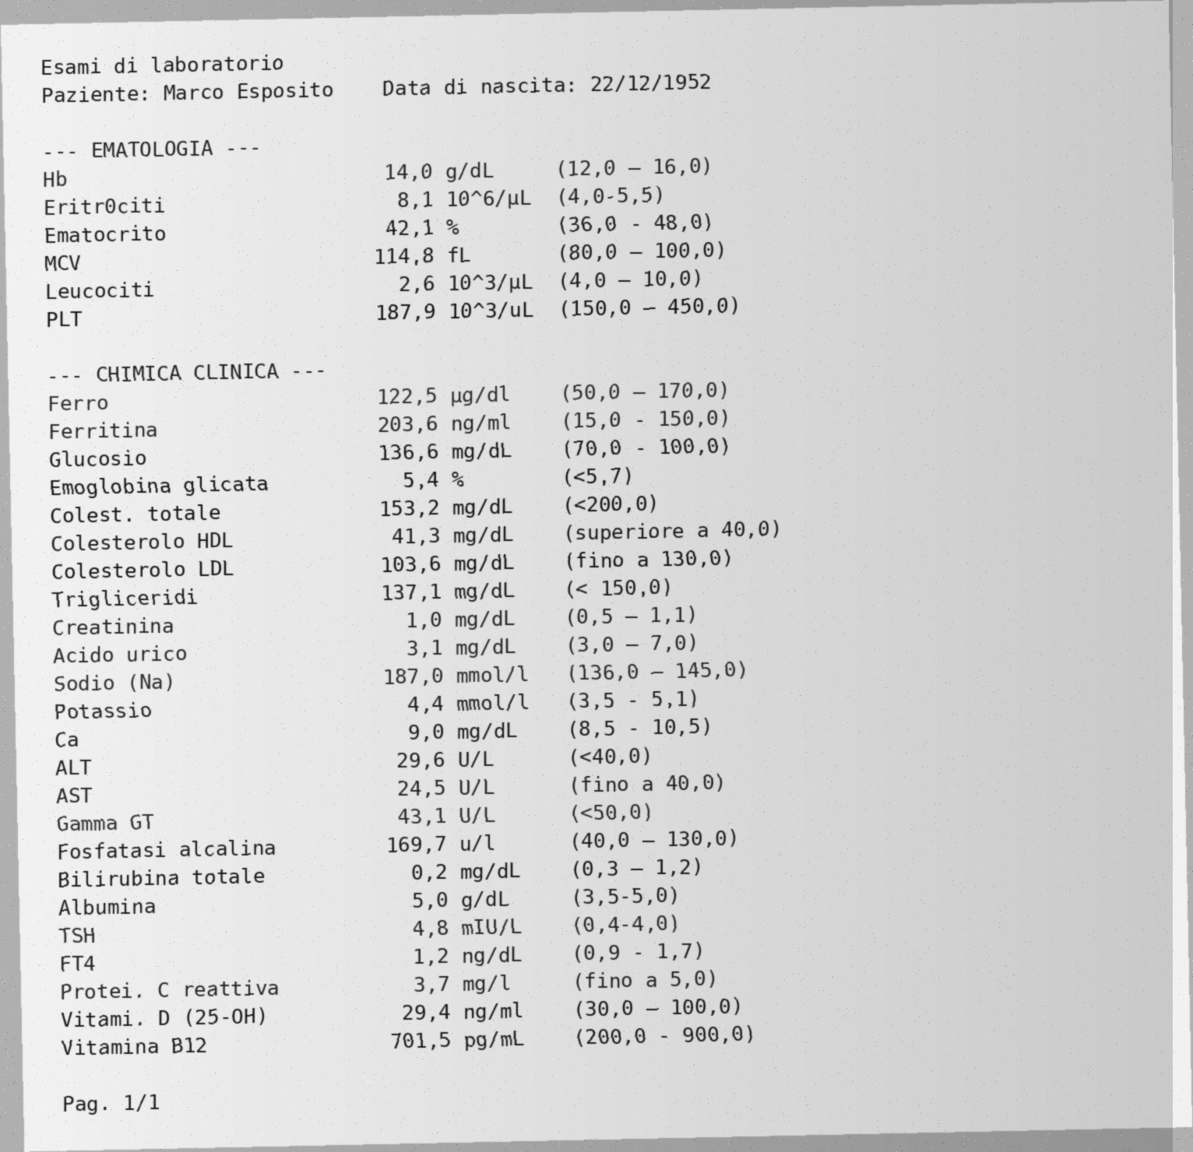 Esami di laboratorio
Paziente: Marco Esposito    Data di nascita: 22/12/1952

--- EMATOLOGIA ---
Hb                          14,0 g/dL     (12,0 – 16,0)
Eritr0citi                   8,1 10^6/µL  (4,0-5,5)
Ematocrito                  42,1 %        (36,0 - 48,0)
MCV                        114,8 fL       (80,0 – 100,0)
Leucociti                    2,6 10^3/µL  (4,0 – 10,0)
PLT                        187,9 10^3/uL  (150,0 – 450,0)

--- CHIMICA CLINICA ---
Ferro                      122,5 µg/dl    (50,0 – 170,0)
Ferritina                  203,6 ng/ml    (15,0 - 150,0)
Glucosio                   136,6 mg/dL    (70,0 - 100,0)
Emoglobina glicata           5,4 %        (<5,7)
Colest. totale             153,2 mg/dL    (<200,0)
Colesterolo HDL             41,3 mg/dL    (superiore a 40,0)
Colesterolo LDL            103,6 mg/dL    (fino a 130,0)
Trigliceridi               137,1 mg/dL    (< 150,0)
Creatinina                   1,0 mg/dL    (0,5 – 1,1)
Acido urico                  3,1 mg/dL    (3,0 – 7,0)
Sodio (Na)                 187,0 mmol/l   (136,0 – 145,0)
Potassio                     4,4 mmol/l   (3,5 - 5,1)
Ca                           9,0 mg/dL    (8,5 - 10,5)
ALT                         29,6 U/L      (<40,0)
AST                         24,5 U/L      (fino a 40,0)
Gamma GT                    43,1 U/L      (<50,0)
Fosfatasi alcalina         169,7 u/l      (40,0 – 130,0)
Bilirubina totale            0,2 mg/dL    (0,3 – 1,2)
Albumina                     5,0 g/dL     (3,5-5,0)
TSH                          4,8 mIU/L    (0,4-4,0)
FT4                          1,2 ng/dL    (0,9 - 1,7)
Protei. C reattiva           3,7 mg/l     (fino a 5,0)
Vitami. D (25-OH)           29,4 ng/ml    (30,0 – 100,0)
Vitamina B12               701,5 pg/mL    (200,0 - 900,0)

Pag. 1/1